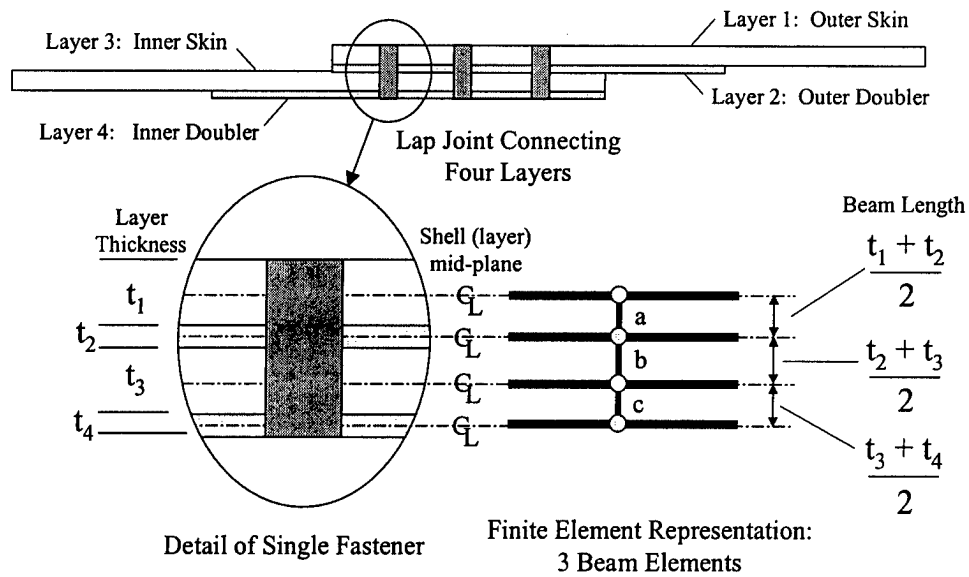 Layer 3: Inner Skin
Layer 1: Outer Skin
Layer 4: Inner Doubler
Layer 2: Outer Doubler
Lap Joint Connecting
Four Layers
Layer
Thickness
t1
t2
t3
t4
Shell (layer)
mid-plane
CL
CL
CL
CL
a
b
c
Beam Length
t1 + t2
2
t2 + t3
2
t3 + t4
2
Detail of Single Fastener
Finite Element Representation:
3 Beam Elements